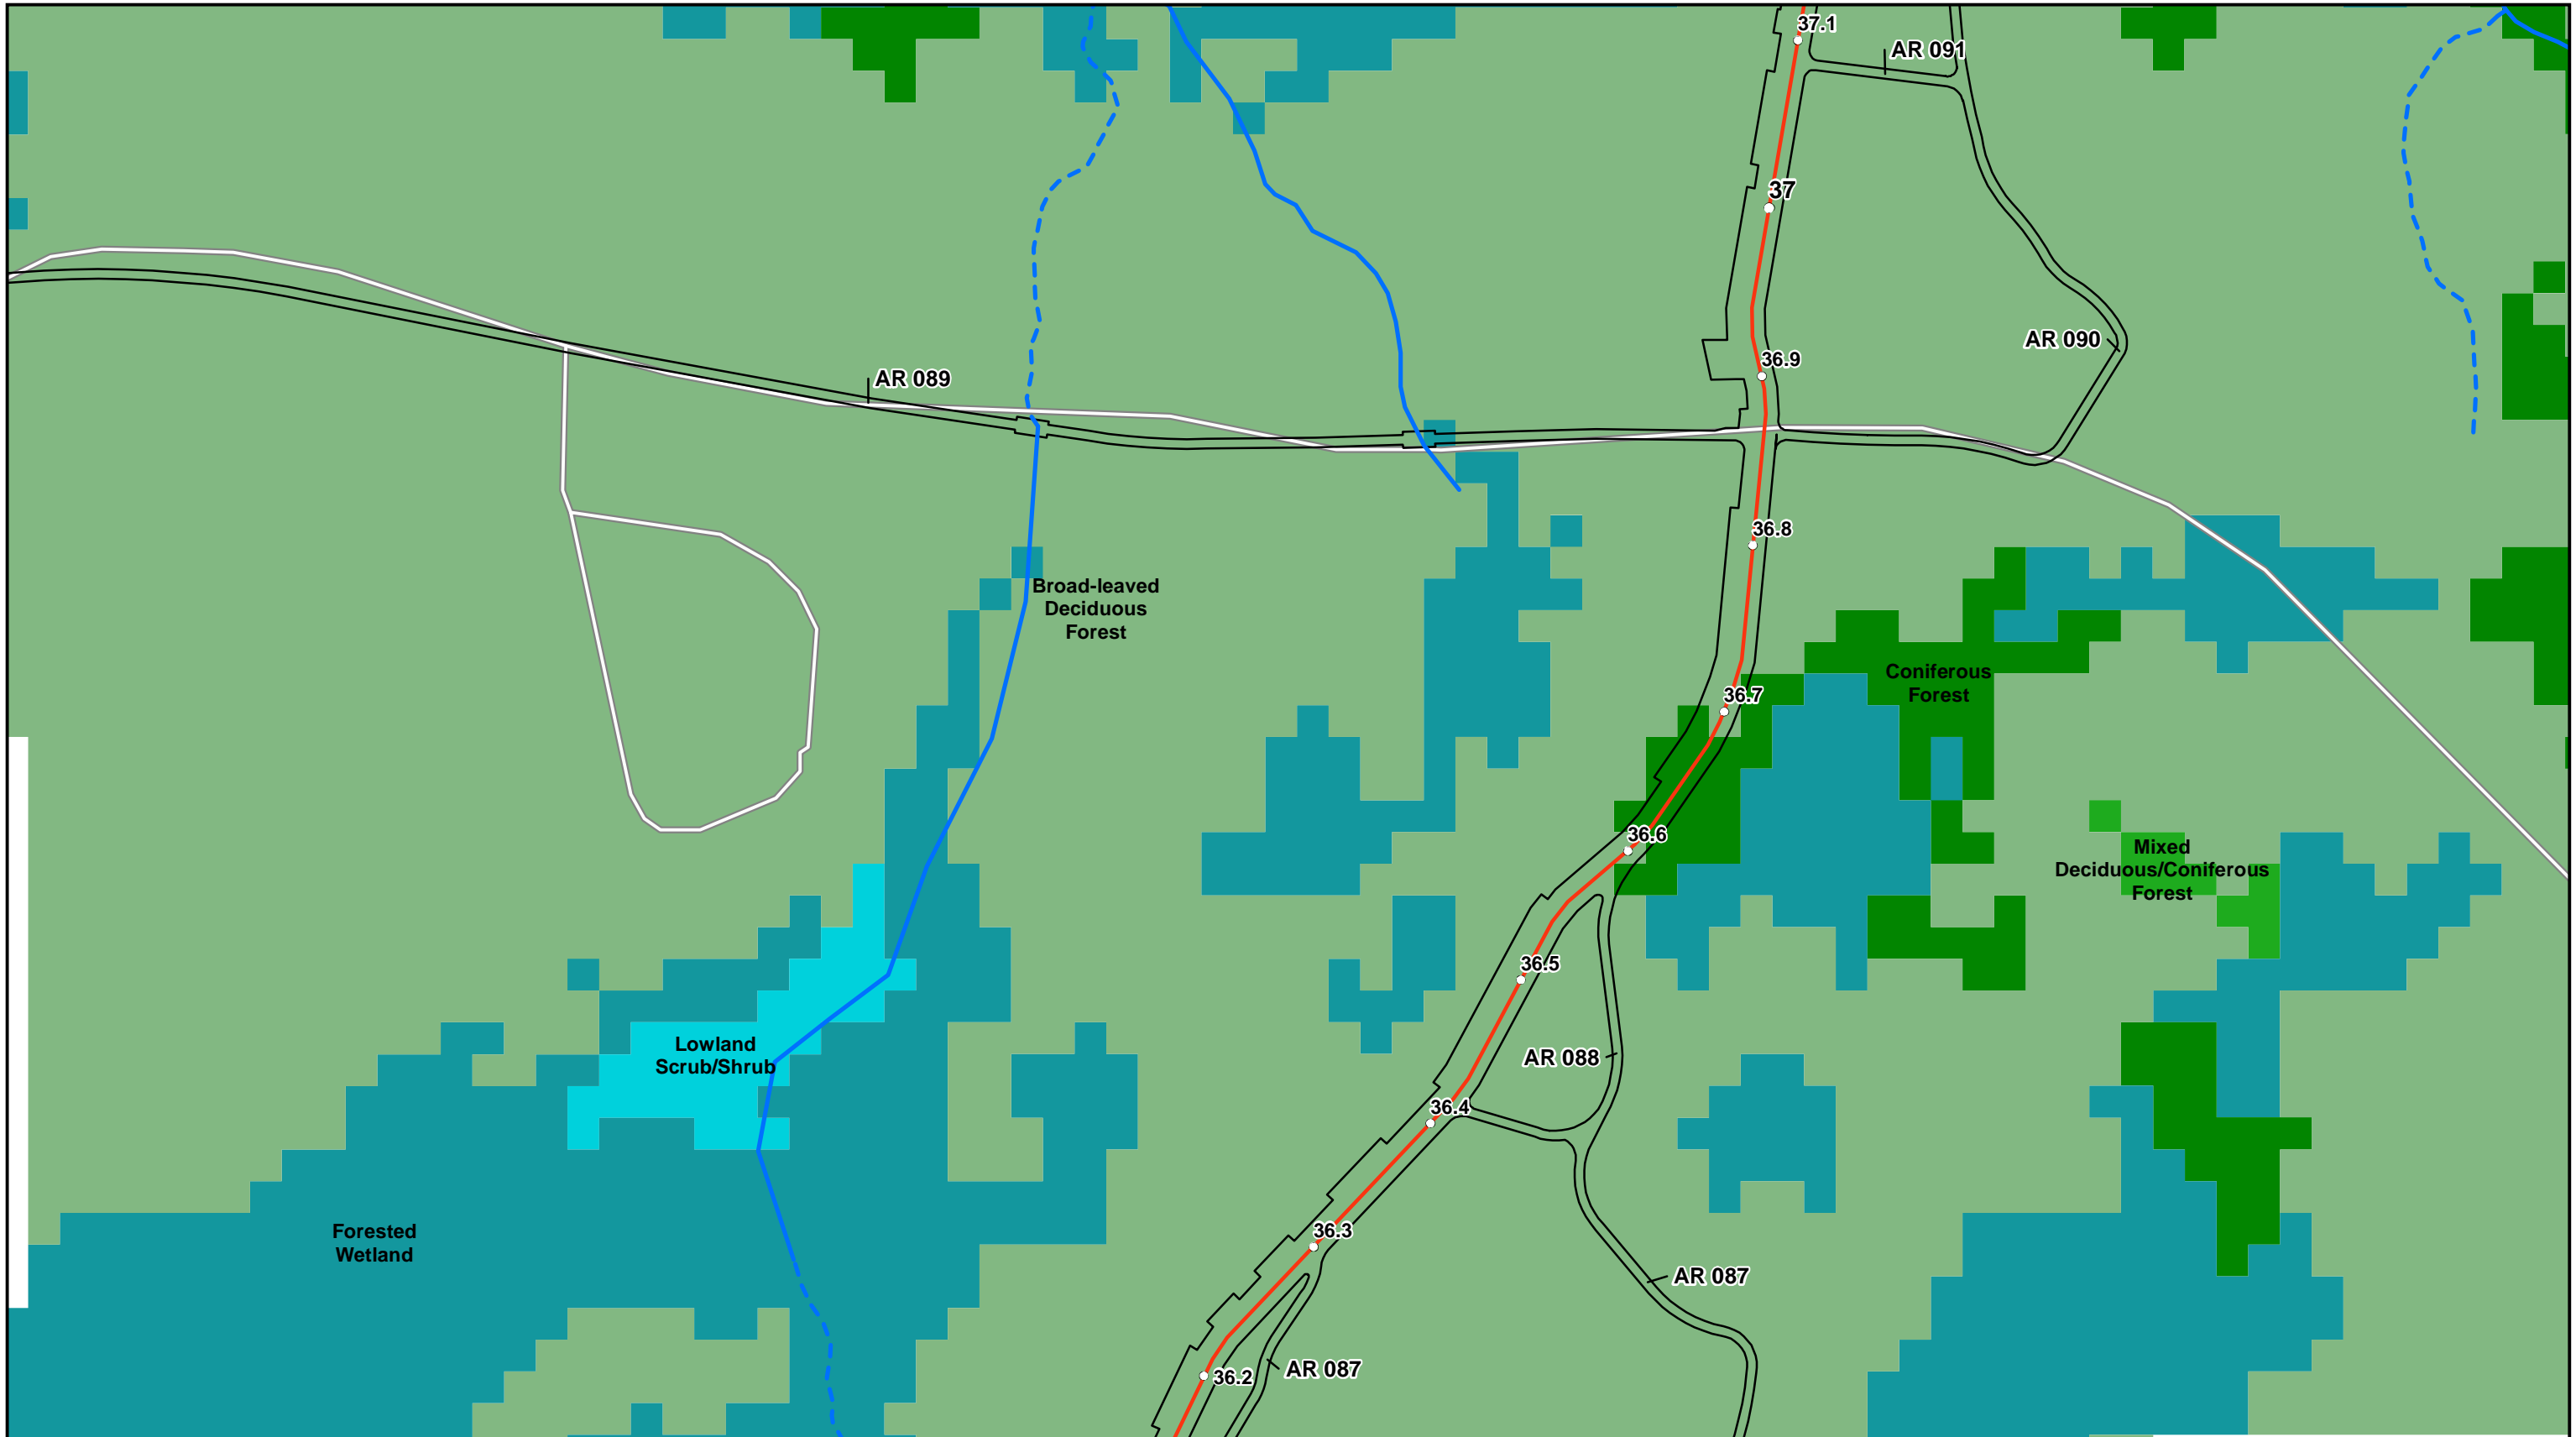 37.1
AR 091
37
AR 090
36.9
AR 089
36.8
Broad-leaved
Deciduous
Forest
Coniferous
Forest
36.7
36.6
Mixed
Deciduous/Coniferous
Forest
36.5
Lowland
Scrub/Shrub
AR 088
36.4
Forested
Wetland
36.3
AR 087
AR 087
36.2